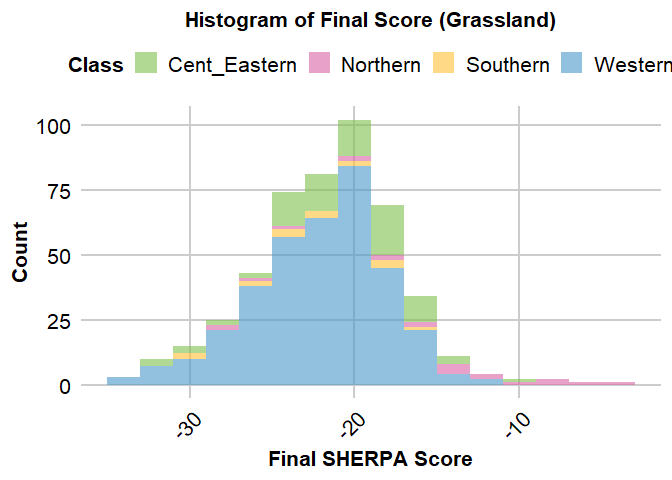 Histogram of Final Score (Grassland)
Class Cent_Eastern Northern Southern Western
100
75
50
25
0
Count
-30 -20 -10
Final SHERPA Score